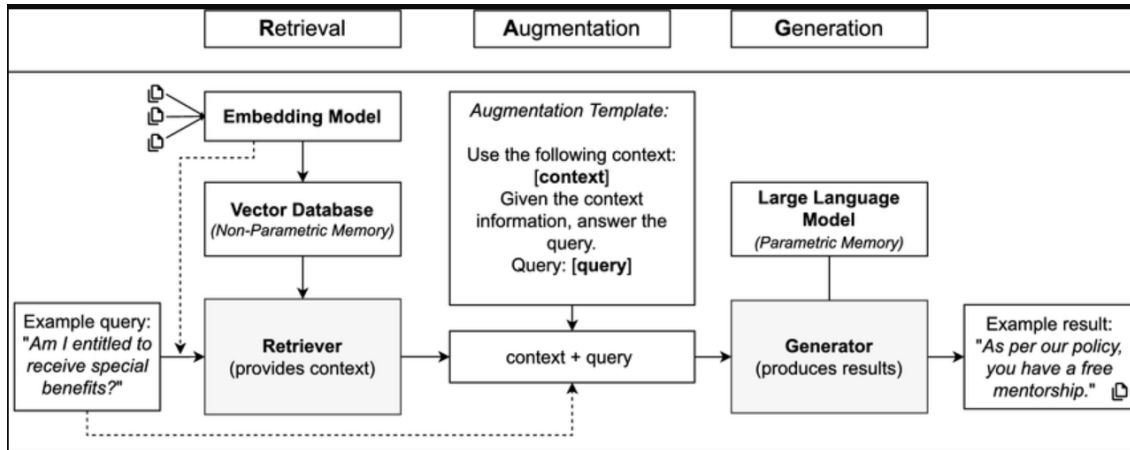 Retrieval
Augmentation
Generation
Embedding Model
Vector Database
(Non-Parametric Memory)
Example query:
"Am I entitled to
receive special
benefits?"
Retriever
(provides context)
Augmentation Template:
Use the following context:
[context]
Given the context
information, answer the
query.
Query: [query]
context + query
Large Language
Model
(Parametric Memory)
Generator
(produces results)
Example result:
"As per our policy,
you have a free
mentorship."